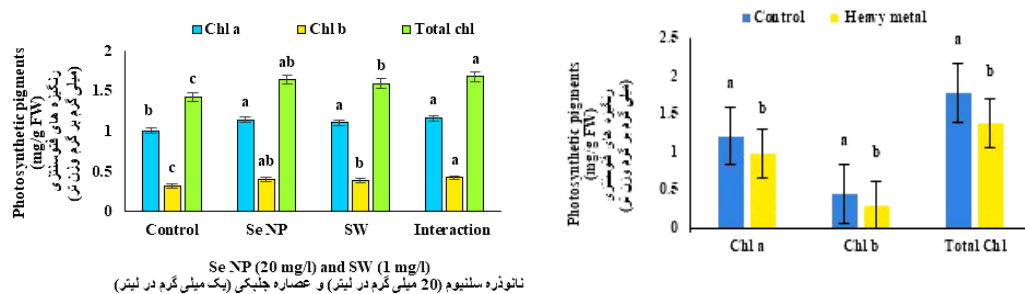 Chl a Chl b Total chl
Photosynthetic pigments
(mg/g FW)
رنگیزه های فتوسنتزی
(میلی گرم بر گرم وزن تر)
2
1.5
1
0.5
0
b
c
c
a
ab
ab
a
b
b
a
a
a
Control Se NP SW Interaction
Se NP (20 mg/l) and SW (1 mg/l)
نانوذره سلنیوم (20 میلی گرم در لیتر) و عصاره جلبکی (یک میلی گرم در لیتر)
Control Heavy metal
Photosynthetic pigments
(mg/g FW)
رنگیزه های فتوسنتزی
(میلی گرم بر گرم وزن تر)
2.5
2
1.5
1
0.5
0
a
b
a
b
a
b
Chl a Chl b Total Chl